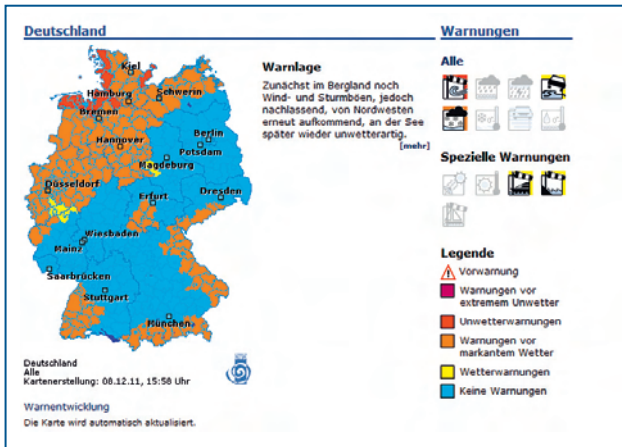 Deutschland
Kiel
Hamburg
Schwerin
Bremen
Hannover
Berlin
Potsdam
Magdeburg
Düsseldorf
Erfurt
Dresden
Wiesbaden
Mainz
Saarbrücken
Stuttgart
München
Deutschland
Alle
Kartenerstellung: 08.12.11, 15:58 Uhr
Warnentwicklung
Die Karte wird automatisch aktualisiert.
Warnlage
Zunächst im Bergland noch
Wind- und Sturmböen, jedoch
nachlassend, von Nordwesten
erneut aufkommend, an der See
später wieder unwetterartig.
[mehr]
Warnungen
Alle
Spezielle Warnungen
Legende
Vorwarnung
Warnungen vor
extremem Unwetter
Unwetterwarnungen
Warnungen vor
markantem Wetter
Wetterwarnungen
Keine Warnungen